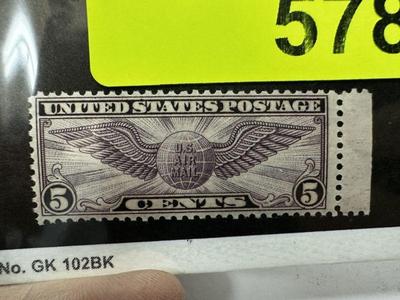 578
UNITED STATES POSTAGE
U.S.
AIR
MAIL
5 CENTS 5
No. GK 102BK